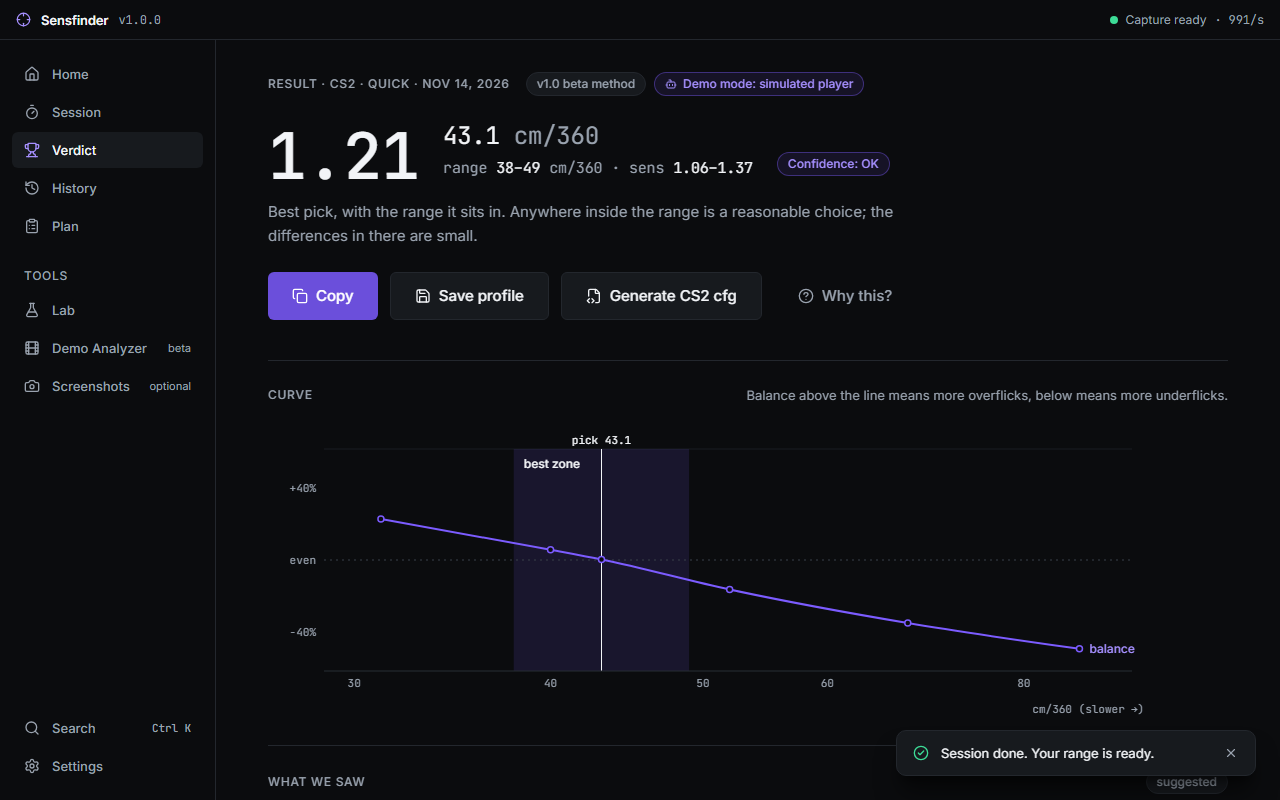 Sensfinder v1.0.0
Capture ready · 991/s
Home
Session
Verdict
History
Plan
TOOLS
Lab
Demo Analyzer beta
Screenshots optional
Search Ctrl K
Settings
RESULT · CS2 · QUICK · NOV 14, 2026
v1.0 beta method
Demo mode: simulated player
1.21
43.1 cm/360
range 38–49 cm/360 · sens 1.06–1.37
Confidence: OK
Best pick, with the range it sits in. Anywhere inside the range is a reasonable choice; the
differences in there are small.
Copy
Save profile
Generate CS2 cfg
Why this?
CURVE
Balance above the line means more overflicks, below means more underflicks.
pick 43.1
best zone
+40%
even
-40%
balance
30 40 50 60 80
cm/360 (slower →)
Session done. Your range is ready.
WHAT WE SAW
suggested